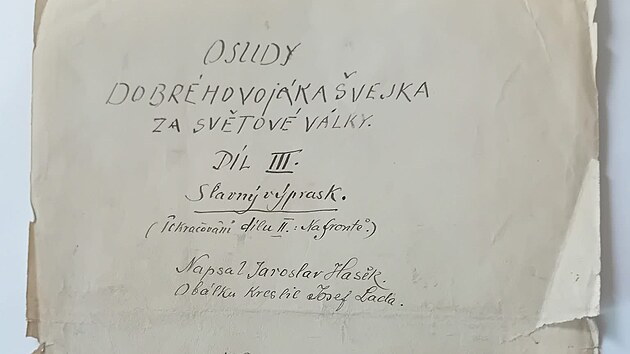 OSUDY
DOBRÉHO VOJÁKA ŠVEJKA
ZA SVĚTOVÉ VÁLKY.
DÍL III.
Slavný výprask.
(Pokračování dílu II.: Na frontě.)
Napsal Jaroslav Hašek.
Obálku kreslil Josef Lada.